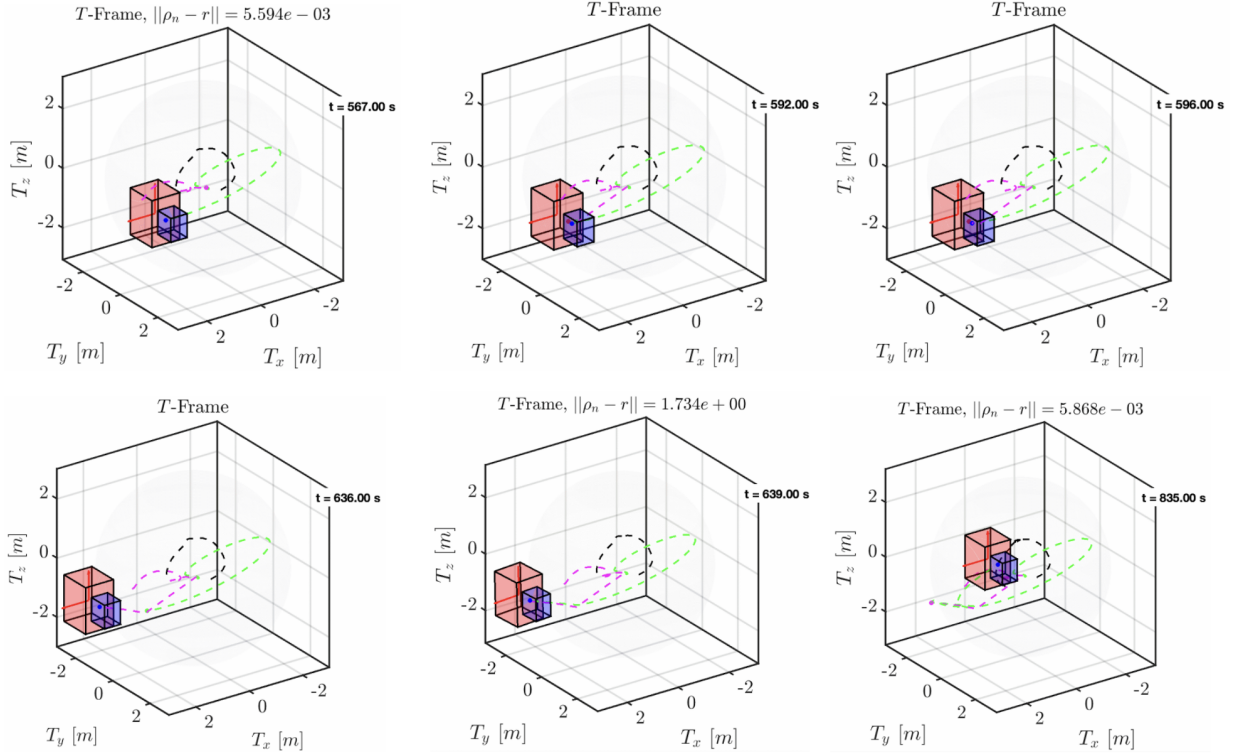 T-Frame, ||ρₙ − r|| = 5.594e − 03
t = 567.00 s
T_z [m]
2
0
-2
-2
0
2
T_y [m]
2
0
-2
T_x [m]
T-Frame
t = 592.00 s
T_z [m]
2
0
-2
-2
0
2
T_y [m]
2
0
-2
T_x [m]
T-Frame
t = 596.00 s
T_z [m]
2
0
-2
-2
0
2
T_y [m]
2
0
-2
T_x [m]
T-Frame
t = 636.00 s
T_z [m]
2
0
-2
-2
0
2
T_y [m]
2
0
-2
T_x [m]
T-Frame, ||ρₙ − r|| = 1.734e + 00
t = 639.00 s
T_z [m]
2
0
-2
-2
0
2
T_y [m]
2
0
-2
T_x [m]
T-Frame, ||ρₙ − r|| = 5.868e − 03
t = 835.00 s
T_z [m]
2
0
-2
-2
0
2
T_y [m]
2
0
-2
T_x [m]